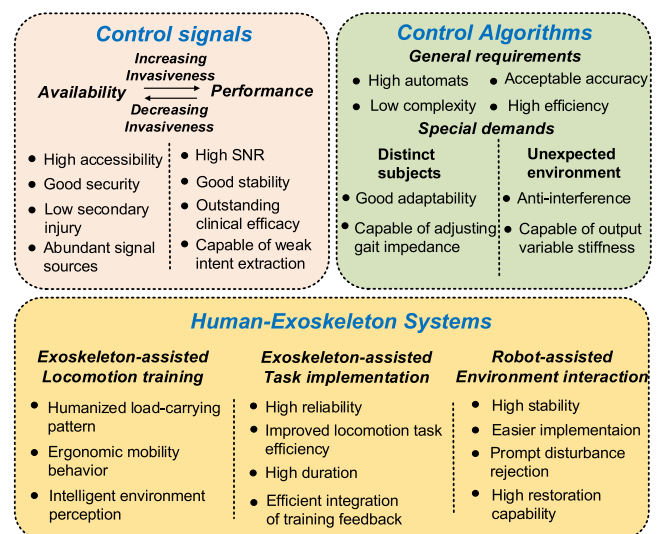 Control signals
Increasing
Invasiveness
Availability
Performance
Decreasing
Invasiveness
● High accessibility
● Good security
● Low secondary
injury
● Abundant signal
sources
● High SNR
● Good stability
● Outstanding
clinical efficacy
● Capable of weak
intent extraction
Control Algorithms
General requirements
● High automats
● Acceptable accuracy
● Low complexity
● High efficiency
Special demands
Distinct
subjects
● Good adaptability
● Capable of adjusting
gait impedance
Unexpected
environment
● Anti-interference
● Capable of output
variable stiffness
Human-Exoskeleton Systems
Exoskeleton-assisted
Locomotion training
● Humanized load-carrying
pattern
● Ergonomic mobility
behavior
● Intelligent environment
perception
Exoskeleton-assisted
Task implementation
● High reliability
● Improved locomotion task
efficiency
● High duration
● Efficient integration
of training feedback
Robot-assisted
Environment interaction
● High stability
● Easier implementaion
● Prompt disturbance
rejection
● High restoration
capability